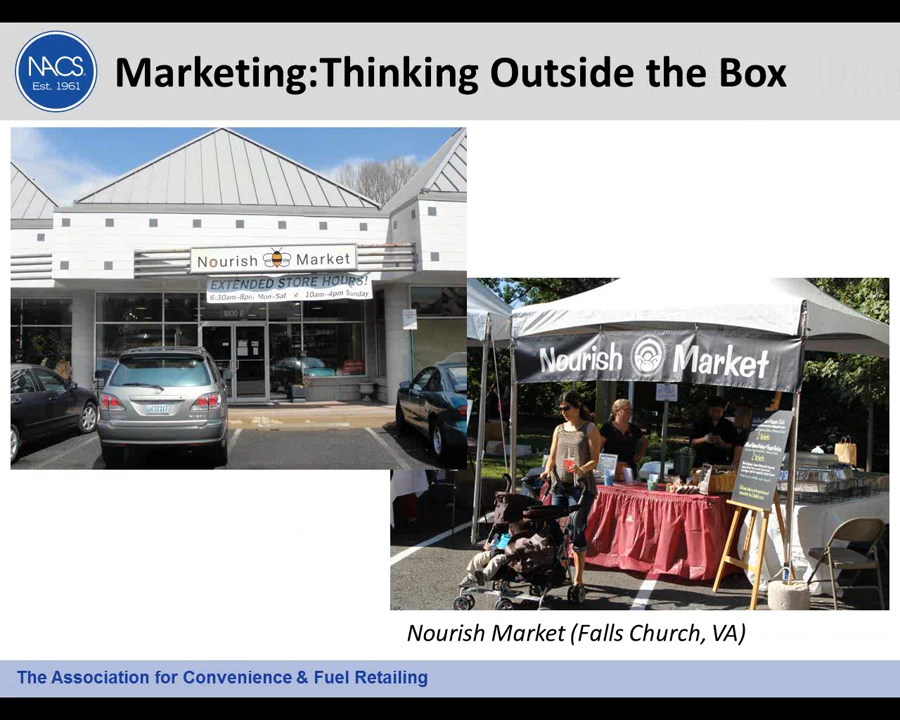 NACS
Est. 1961
Marketing:Thinking Outside the Box
Nourish Market
EXTENDED STORE HOURS!
6:30am-8pm Mon-Sat 10am-4pm Sunday
8100 E
Nourish Market
Nourish Market (Falls Church, VA)
The Association for Convenience & Fuel Retailing